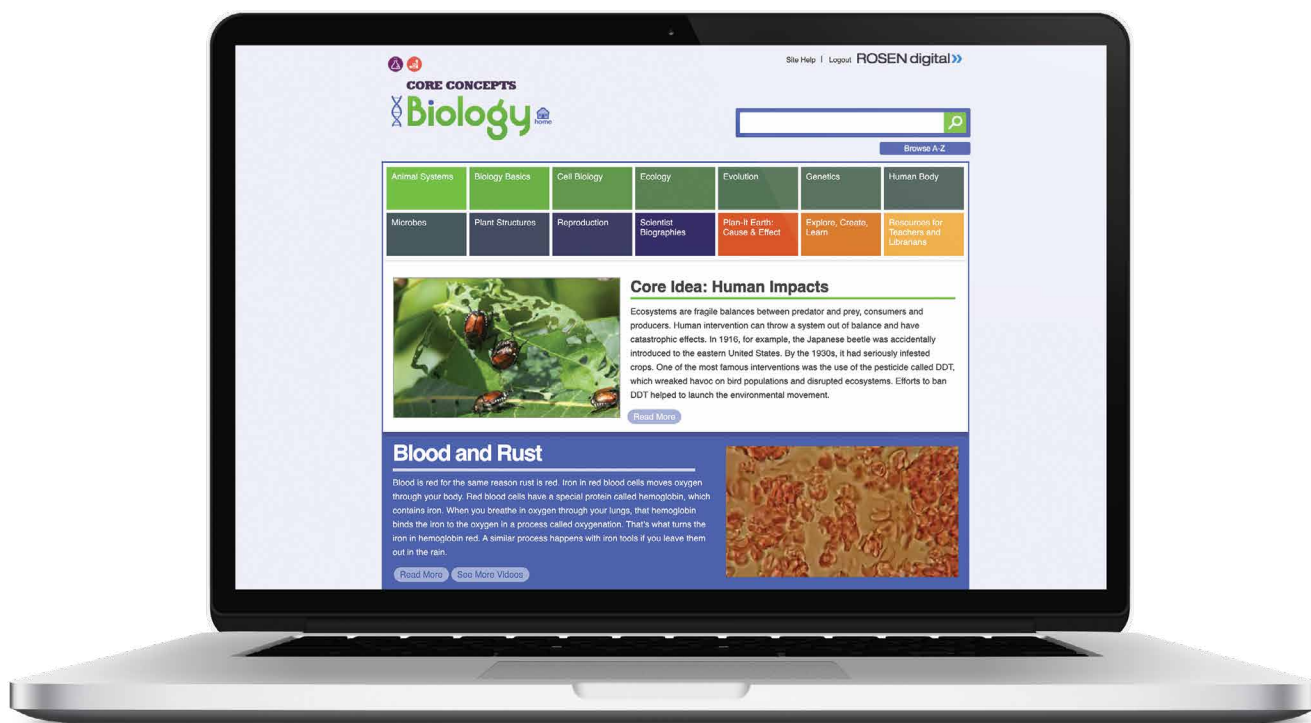 Site Help | Logout ROSEN digital»
CORE CONCEPTS
Biology
home
Browse A-Z
Animal Systems
Biology Basics
Cell Biology
Ecology
Evolution
Genetics
Human Body
Microbes
Plant Structures
Reproduction
Scientist
Biographies
Plan-It Earth:
Cause & Effect
Explore, Create,
Learn
Resources for
Teachers and
Librarians
Core Idea: Human Impacts
Ecosystems are fragile balances between predator and prey, consumers and
producers. Human intervention can throw a system out of balance and have
catastrophic effects. In 1916, for example, the Japanese beetle was accidentally
introduced to the eastern United States. By the 1930s, it had seriously infested
crops. One of the most famous interventions was the use of the pesticide called DDT,
which wreaked havoc on bird populations and disrupted ecosystems. Efforts to ban
DDT helped to launch the environmental movement.
Read More
Blood and Rust
Blood is red for the same reason rust is red. Iron in red blood cells moves oxygen
through your body. Red blood cells have a special protein called hemoglobin, which
contains iron. When you breathe in oxygen through your lungs, that hemoglobin
binds the iron to the oxygen in a process called oxygenation. That's what turns the
iron in hemoglobin red. A similar process happens with iron tools if you leave them
out in the rain.
Read More
See More Videos